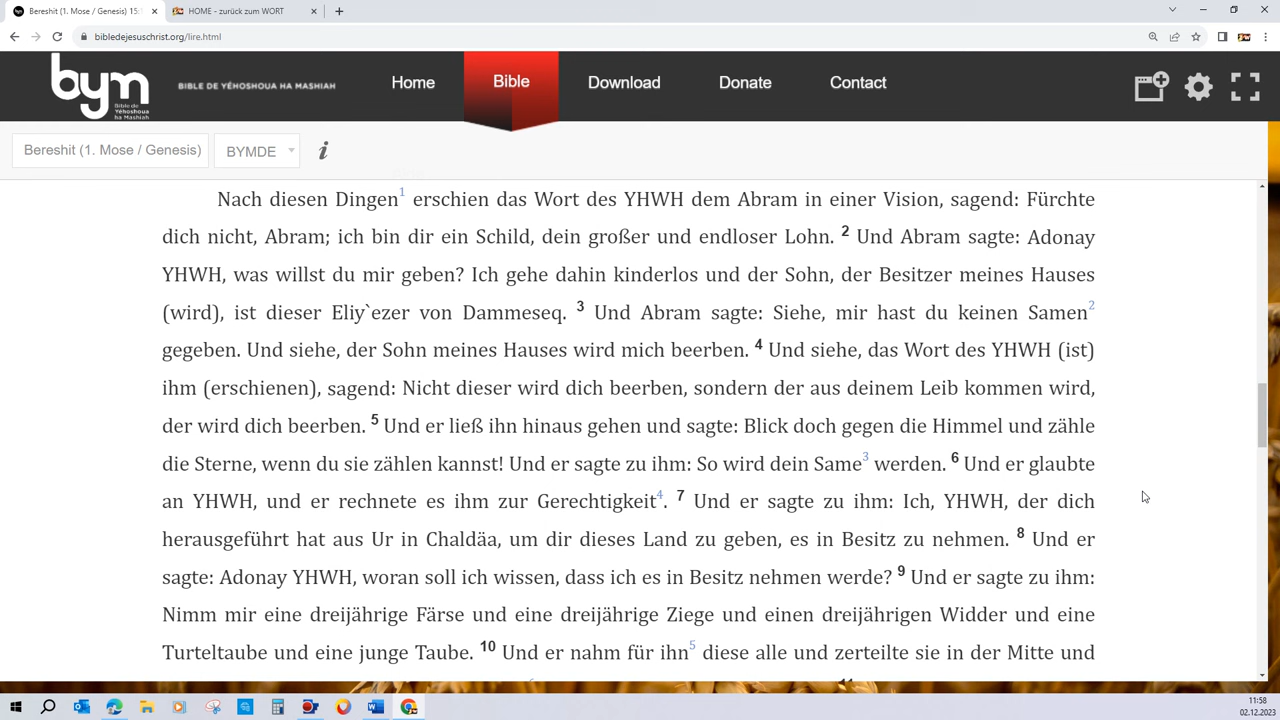 Bereshit (1. Mose / Genesis) 15:1
HOME - zurück zum WORT
bibledejesuschrist.org/lire.html
bym
Bible de
Yéhoshoua
ha Mashiah
BIBLE DE YÉHOSHOUA HA MASHIAH
Home
Bible
Download
Donate
Contact
Bereshit (1. Mose / Genesis)
BYMDE
i
Nach diesen Dingen1 erschien das Wort des YHWH dem Abram in einer Vision, sagend: Fürchte
dich nicht, Abram; ich bin dir ein Schild, dein großer und endloser Lohn. 2 Und Abram sagte: Adonay
YHWH, was willst du mir geben? Ich gehe dahin kinderlos und der Sohn, der Besitzer meines Hauses
(wird), ist dieser Eliy`ezer von Dammeseq. 3 Und Abram sagte: Siehe, mir hast du keinen Samen2
gegeben. Und siehe, der Sohn meines Hauses wird mich beerben. 4 Und siehe, das Wort des YHWH (ist)
ihm (erschienen), sagend: Nicht dieser wird dich beerben, sondern der aus deinem Leib kommen wird,
der wird dich beerben. 5 Und er ließ ihn hinaus gehen und sagte: Blick doch gegen die Himmel und zähle
die Sterne, wenn du sie zählen kannst! Und er sagte zu ihm: So wird dein Same3 werden. 6 Und er glaubte
an YHWH, und er rechnete es ihm zur Gerechtigkeit4. 7 Und er sagte zu ihm: Ich, YHWH, der dich
herausgeführt hat aus Ur in Chaldäa, um dir dieses Land zu geben, es in Besitz zu nehmen. 8 Und er
sagte: Adonay YHWH, woran soll ich wissen, dass ich es in Besitz nehmen werde? 9 Und er sagte zu ihm:
Nimm mir eine dreijährige Färse und eine dreijährige Ziege und einen dreijährigen Widder und eine
Turteltaube und eine junge Taube. 10 Und er nahm für ihn5 diese alle und zerteilte sie in der Mitte und
11:58
02.12.2023